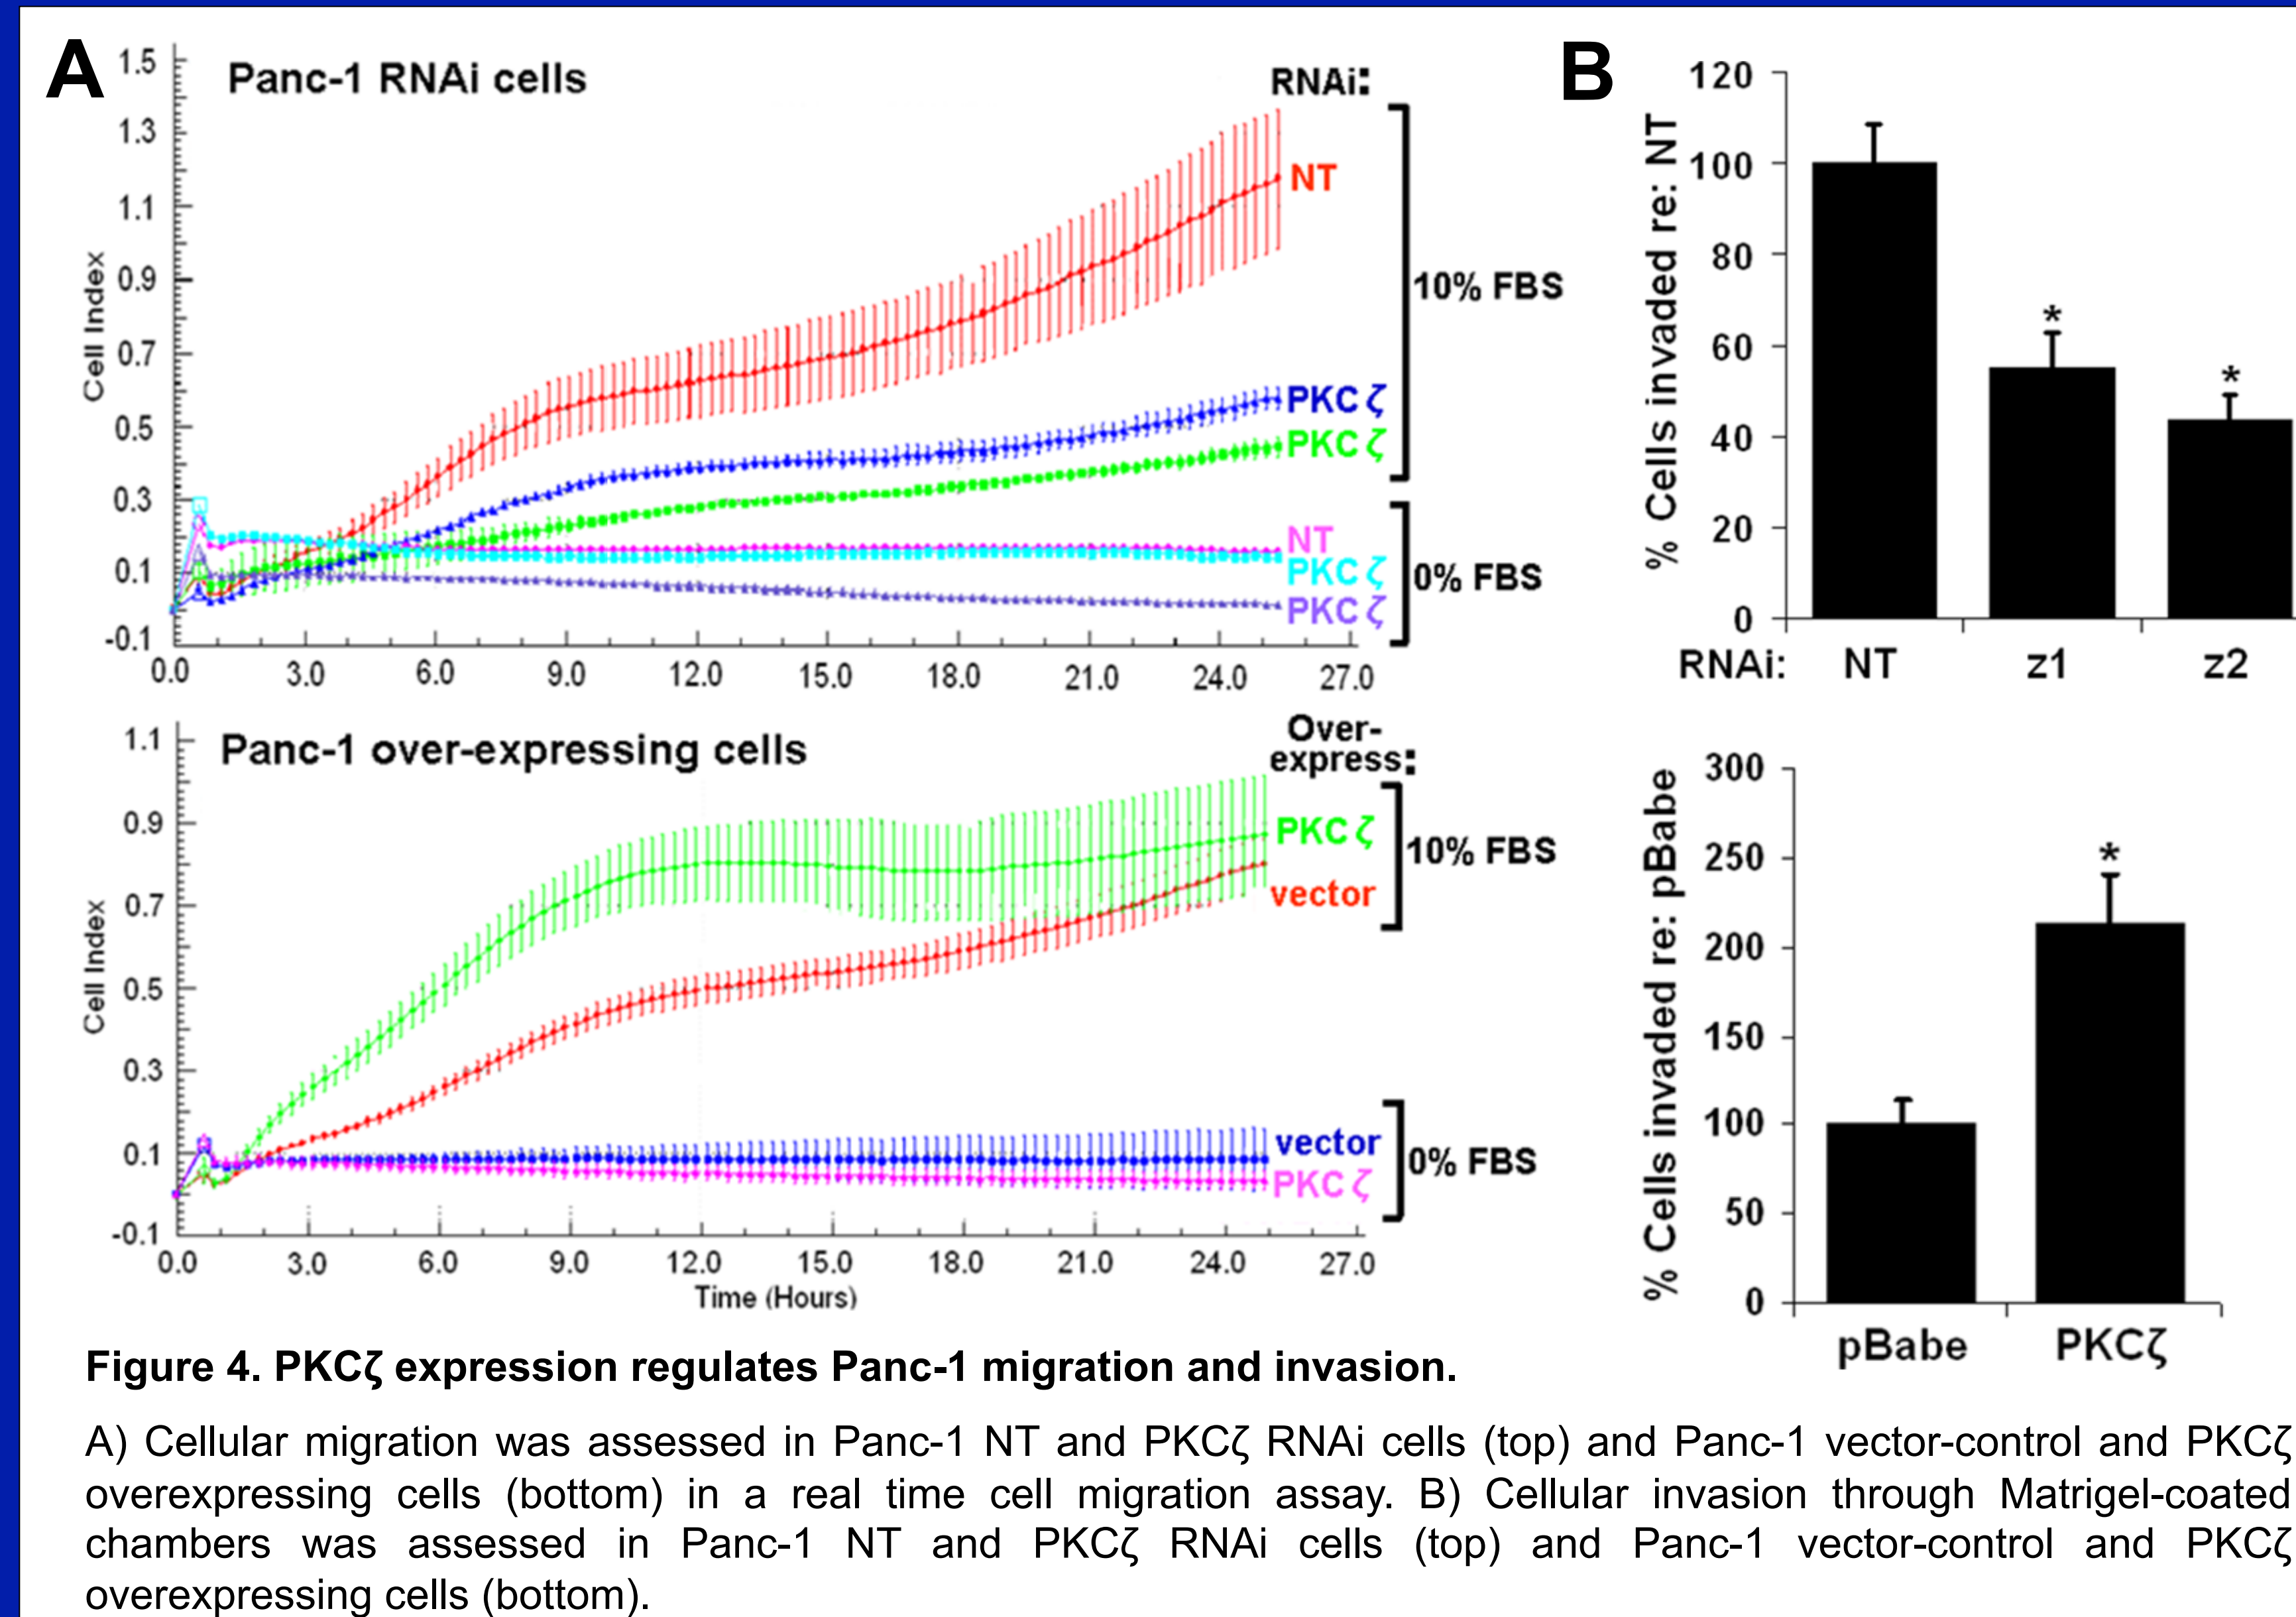 A
Panc-1 RNAi cells
RNAi:
Cell Index
1.5
1.3
1.1
0.9
0.7
0.5
0.3
0.1
-0.1
NT
PKC ζ
PKC ζ
10% FBS
NT
PKC ζ
PKC ζ
0% FBS
0.0 3.0 6.0 9.0 12.0 15.0 18.0 21.0 24.0 27.0
Panc-1 over-expressing cells
Over-
express:
Cell Index
1.1
0.9
0.7
0.5
0.3
0.1
-0.1
PKC ζ
vector
10% FBS
vector
PKC ζ
0% FBS
0.0 3.0 6.0 9.0 12.0 15.0 18.0 21.0 24.0 27.0
Time (Hours)
B
% Cells invaded re: NT
120
100
80
60
40
20
0
*
*
RNAi: NT z1 z2
% Cells invaded re: pBabe
300
250
200
150
100
50
0
*
pBabe PKCζ
Figure 4. PKCζ expression regulates Panc-1 migration and invasion.
A) Cellular migration was assessed in Panc-1 NT and PKCζ RNAi cells (top) and Panc-1 vector-control and PKCζ
overexpressing cells (bottom) in a real time cell migration assay. B) Cellular invasion through Matrigel-coated
chambers was assessed in Panc-1 NT and PKCζ RNAi cells (top) and Panc-1 vector-control and PKCζ
overexpressing cells (bottom).